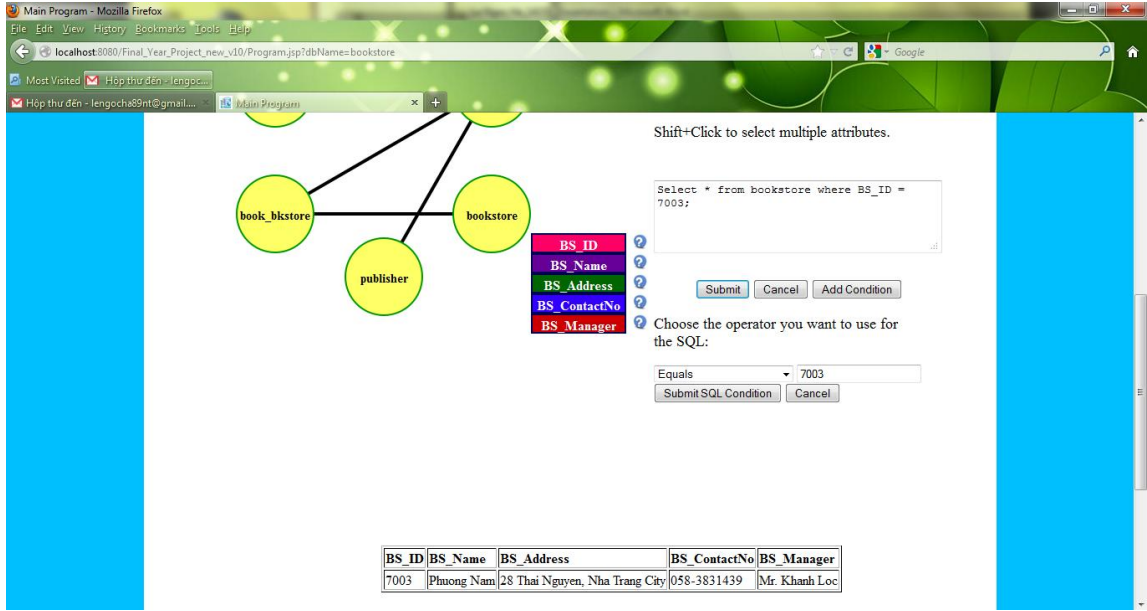 Main Program - Mozilla Firefox
File Edit View History Bookmarks Tools Help
localhost:8080/Final_Year_Project_new_v10/Program.jsp?dbName=bookstore
Google
Most Visited Hộp thư đến - lengoc...
Hộp thư đến - lengocha89nt@gmail....
Main Program
Shift+Click to select multiple attributes.
book_bkstore
bookstore
publisher
BS_ID
BS_Name
BS_Address
BS_ContactNo
BS_Manager
Select * from bookstore where BS_ID =
7003;
Submit Cancel Add Condition
Choose the operator you want to use for
the SQL:
Equals 7003
Submit SQL Condition Cancel
BS_ID BS_Name BS_Address BS_ContactNo BS_Manager
7003 Phuong Nam 28 Thai Nguyen, Nha Trang City 058-3831439 Mr. Khanh Loc